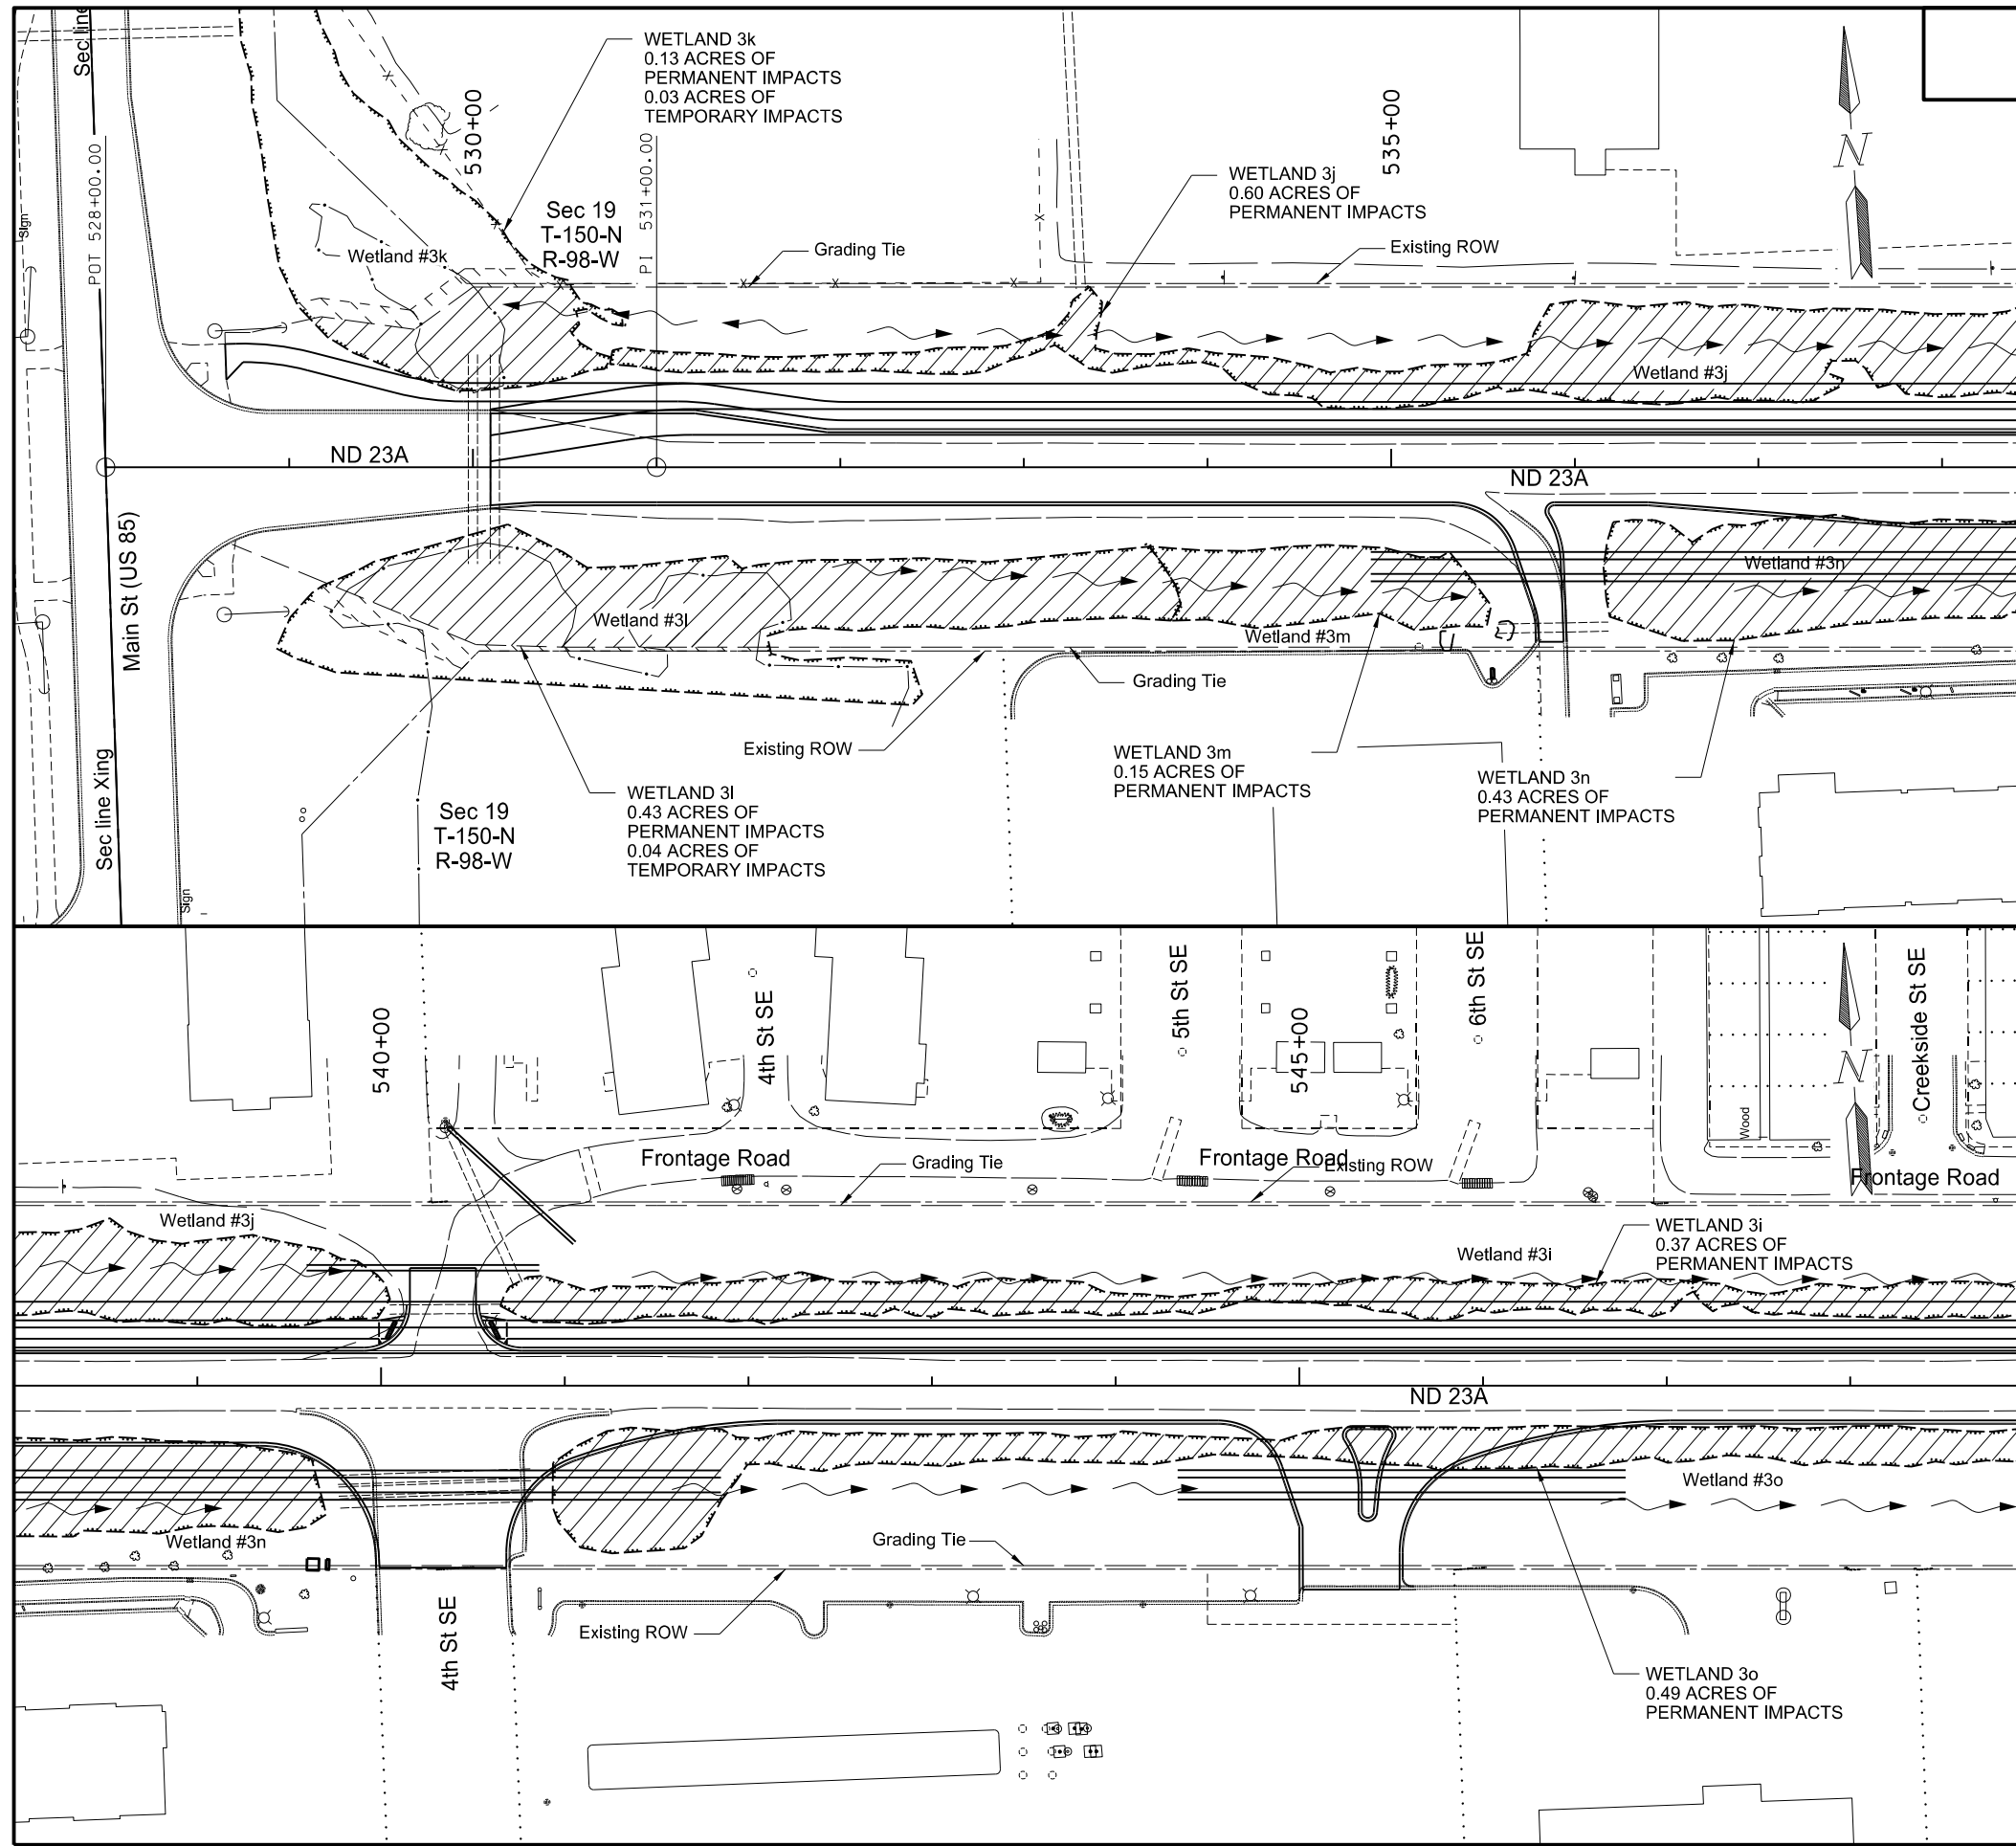 Sec line
WETLAND 3k
0.13 ACRES OF
PERMANENT IMPACTS
0.03 ACRES OF
TEMPORARY IMPACTS
530+00
535+00
POT 528+00.00
PI 531+00.00
N
WETLAND 3j
0.60 ACRES OF
PERMANENT IMPACTS
Sign
Sec 19
T-150-N
R-98-W
Wetland #3k
Grading Tie
Existing ROW
Wetland #3j
ND 23A
ND 23A
Main St (US 85)
Wetland #3n
Wetland #3l
Wetland #3m
Grading Tie
Existing ROW
WETLAND 3m
0.15 ACRES OF
PERMANENT IMPACTS
WETLAND 3n
0.43 ACRES OF
PERMANENT IMPACTS
Sec line Xing
Sec 19
T-150-N
R-98-W
WETLAND 3l
0.43 ACRES OF
PERMANENT IMPACTS
0.04 ACRES OF
TEMPORARY IMPACTS
Sign
540+00
4th St SE
5th St SE
545+00
6th St SE
Creekside St SE
N
Wood
Frontage Road
Grading Tie
Frontage Road
Existing ROW
Frontage Road
Wetland #3j
Wetland #3i
WETLAND 3i
0.37 ACRES OF
PERMANENT IMPACTS
ND 23A
Wetland #3o
Wetland #3n
Grading Tie
4th St SE
Existing ROW
WETLAND 3o
0.49 ACRES OF
PERMANENT IMPACTS